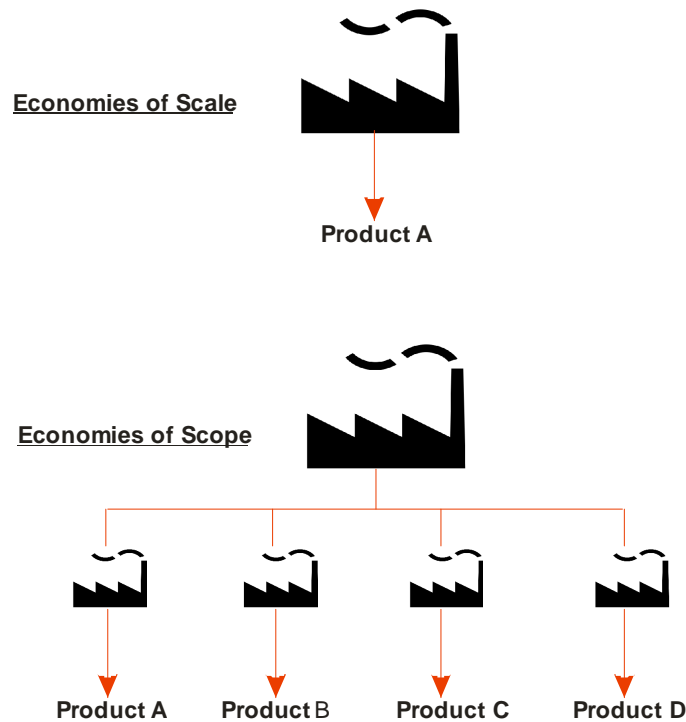 Economies of Scale
Product A
Economies of Scope
Product A
Product B
Product C
Product D